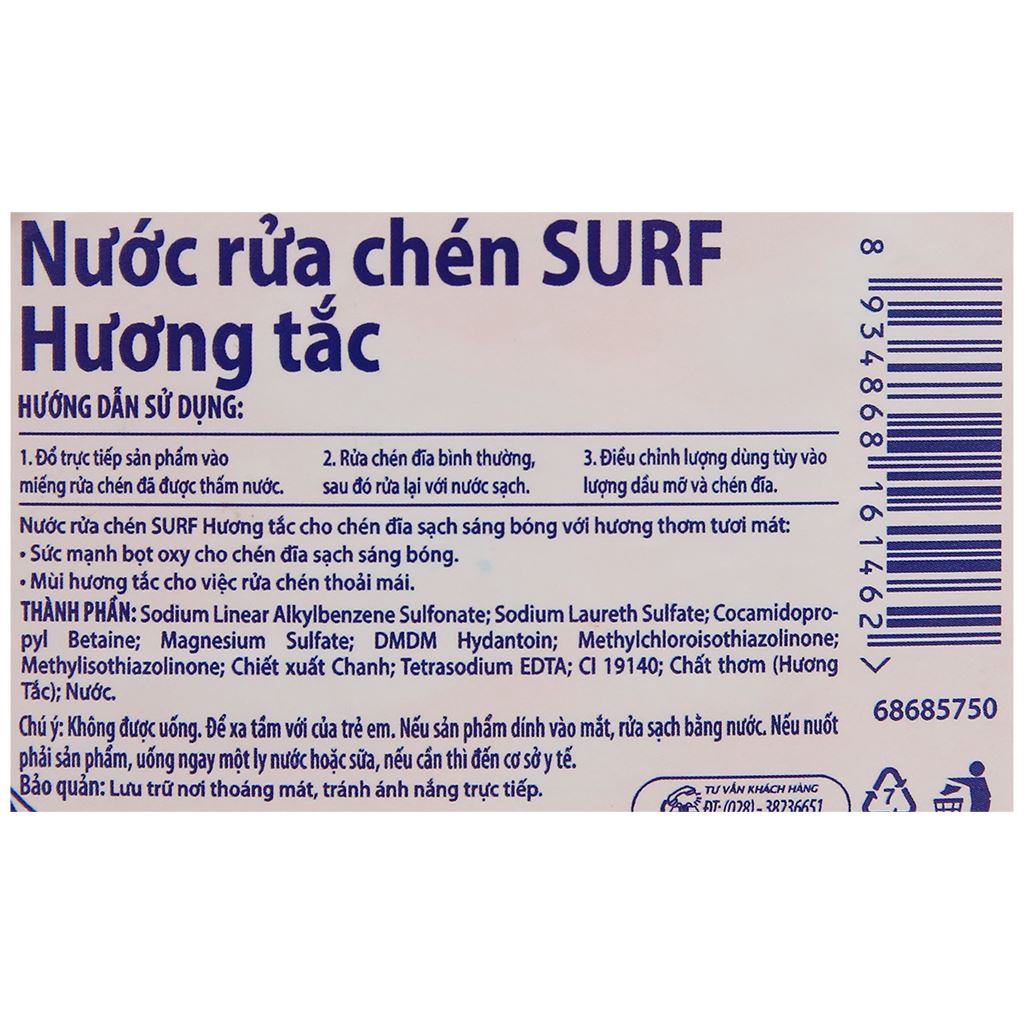 Nước rửa chén SURF
Hương tắc
HƯỚNG DẪN SỬ DỤNG:
1. Đổ trực tiếp sản phẩm vào
miếng rửa chén đã được thấm nước.
2. Rửa chén đĩa bình thường,
sau đó rửa lại với nước sạch.
3. Điều chỉnh lượng dùng tùy vào
lượng dầu mỡ và chén đĩa.
Nước rửa chén SURF Hương tắc cho chén đĩa sạch sáng bóng với hương thơm tươi mát:
• Sức mạnh bọt oxy cho chén đĩa sạch sáng bóng.
• Mùi hương tắc cho việc rửa chén thoải mái.
THÀNH PHẦN: Sodium Linear Alkylbenzene Sulfonate; Sodium Laureth Sulfate; Cocamidopro-
pyl Betaine; Magnesium Sulfate; DMDM Hydantoin; Methylchloroisothiazolinone;
Methylisothiazolinone; Chiết xuất Chanh; Tetrasodium EDTA; CI 19140; Chất thơm (Hương
Tắc); Nước.
Chú ý: Không được uống. Để xa tầm với của trẻ em. Nếu sản phẩm dính vào mắt, rửa sạch bằng nước. Nếu nuốt
phải sản phẩm, uống ngay một ly nước hoặc sữa, nếu cần thì đến cơ sở y tế.
Bảo quản: Lưu trữ nơi thoáng mát, tránh ánh nắng trực tiếp.
TƯ VẤN KHÁCH HÀNG
ĐT: (028) - 38236651
8 934868 161462 >
68685750
7